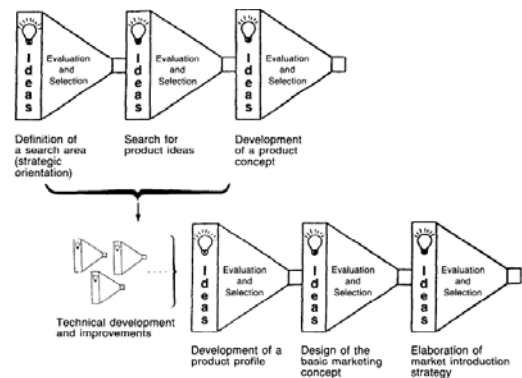 Ideas
Evaluation
and
Selection
Ideas
Evaluation
and
Selection
Ideas
Evaluation
and
Selection
Definition of
a search area
(strategic
orientation)
Search for
product ideas
Development
of a product
concept
Technical development
and improvements
Ideas
Evaluation
and
Selection
Ideas
Evaluation
and
Selection
Ideas
Evaluation
and
Selection
Development of a
product profile
Design of the
basic marketing
concept
Elaboration of
market introduction
strategy